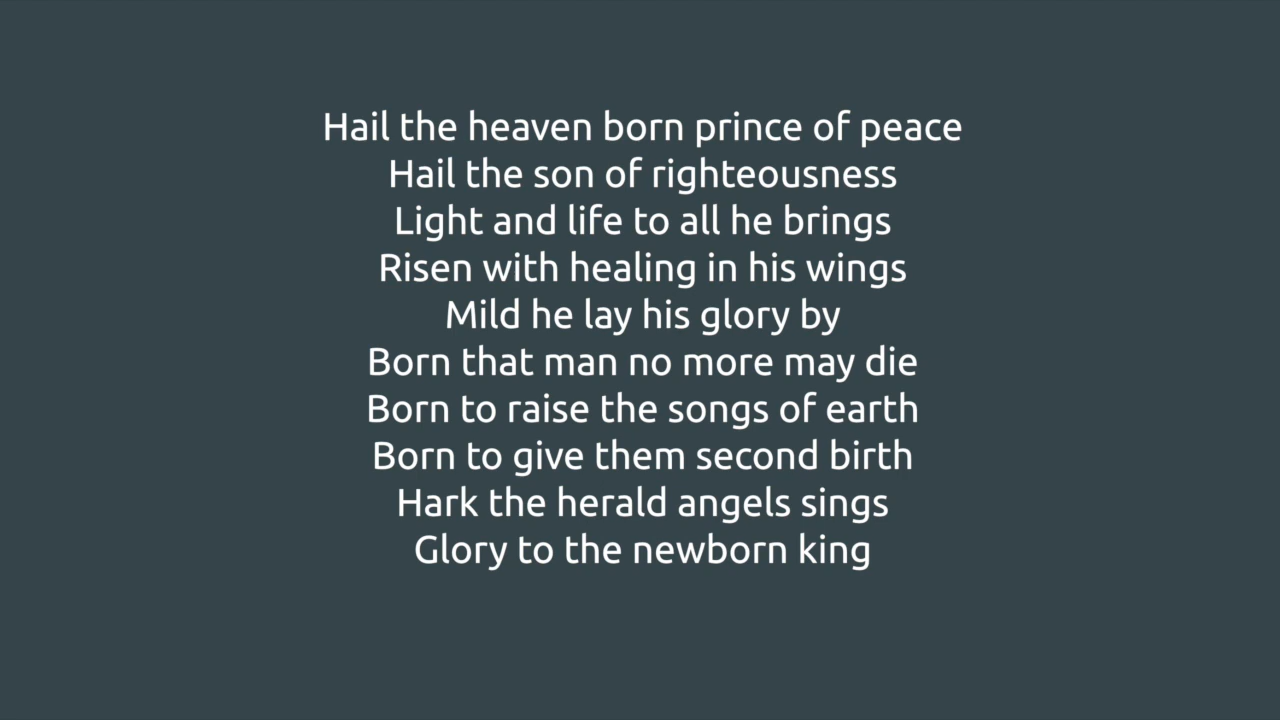 Hail the heaven born prince of peace
Hail the son of righteousness
Light and life to all he brings
Risen with healing in his wings
Mild he lay his glory by
Born that man no more may die
Born to raise the songs of earth
Born to give them second birth
Hark the herald angels sings
Glory to the newborn king